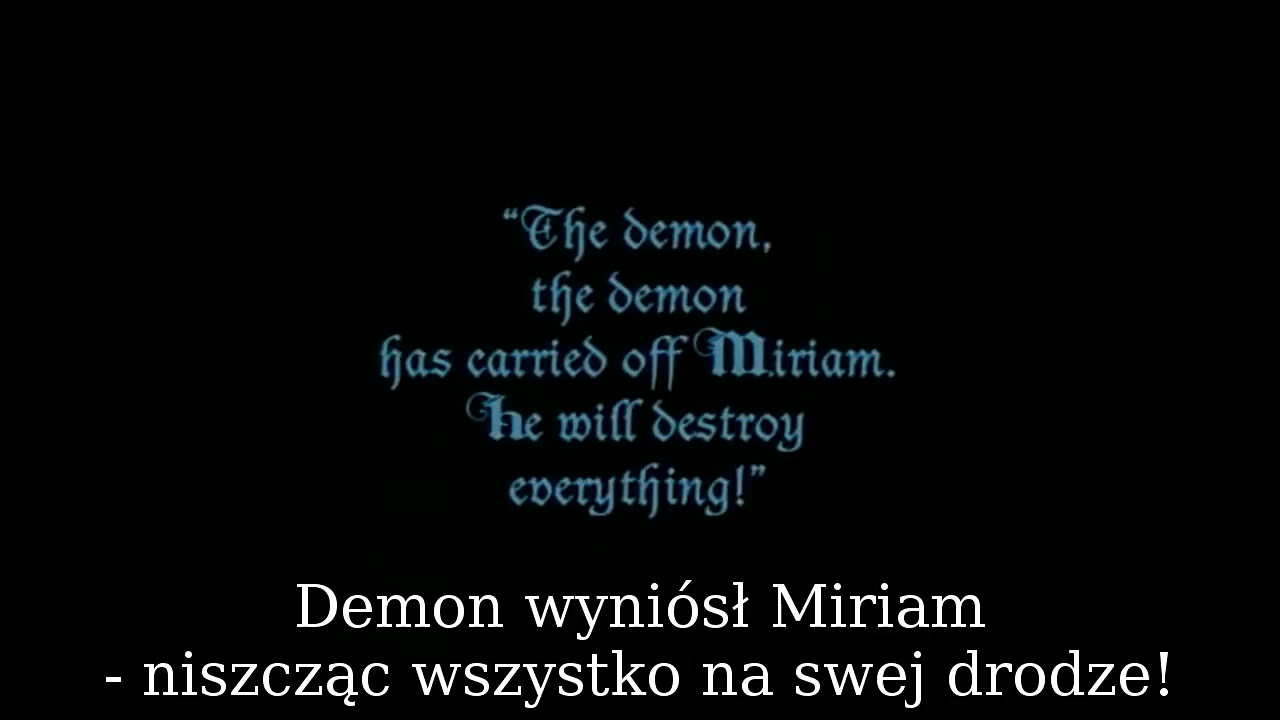 “The demon,
the demon
has carried off Miriam.
He will destroy
everything!”
Demon wyniósł Miriam
- niszcząc wszystko na swej drodze!